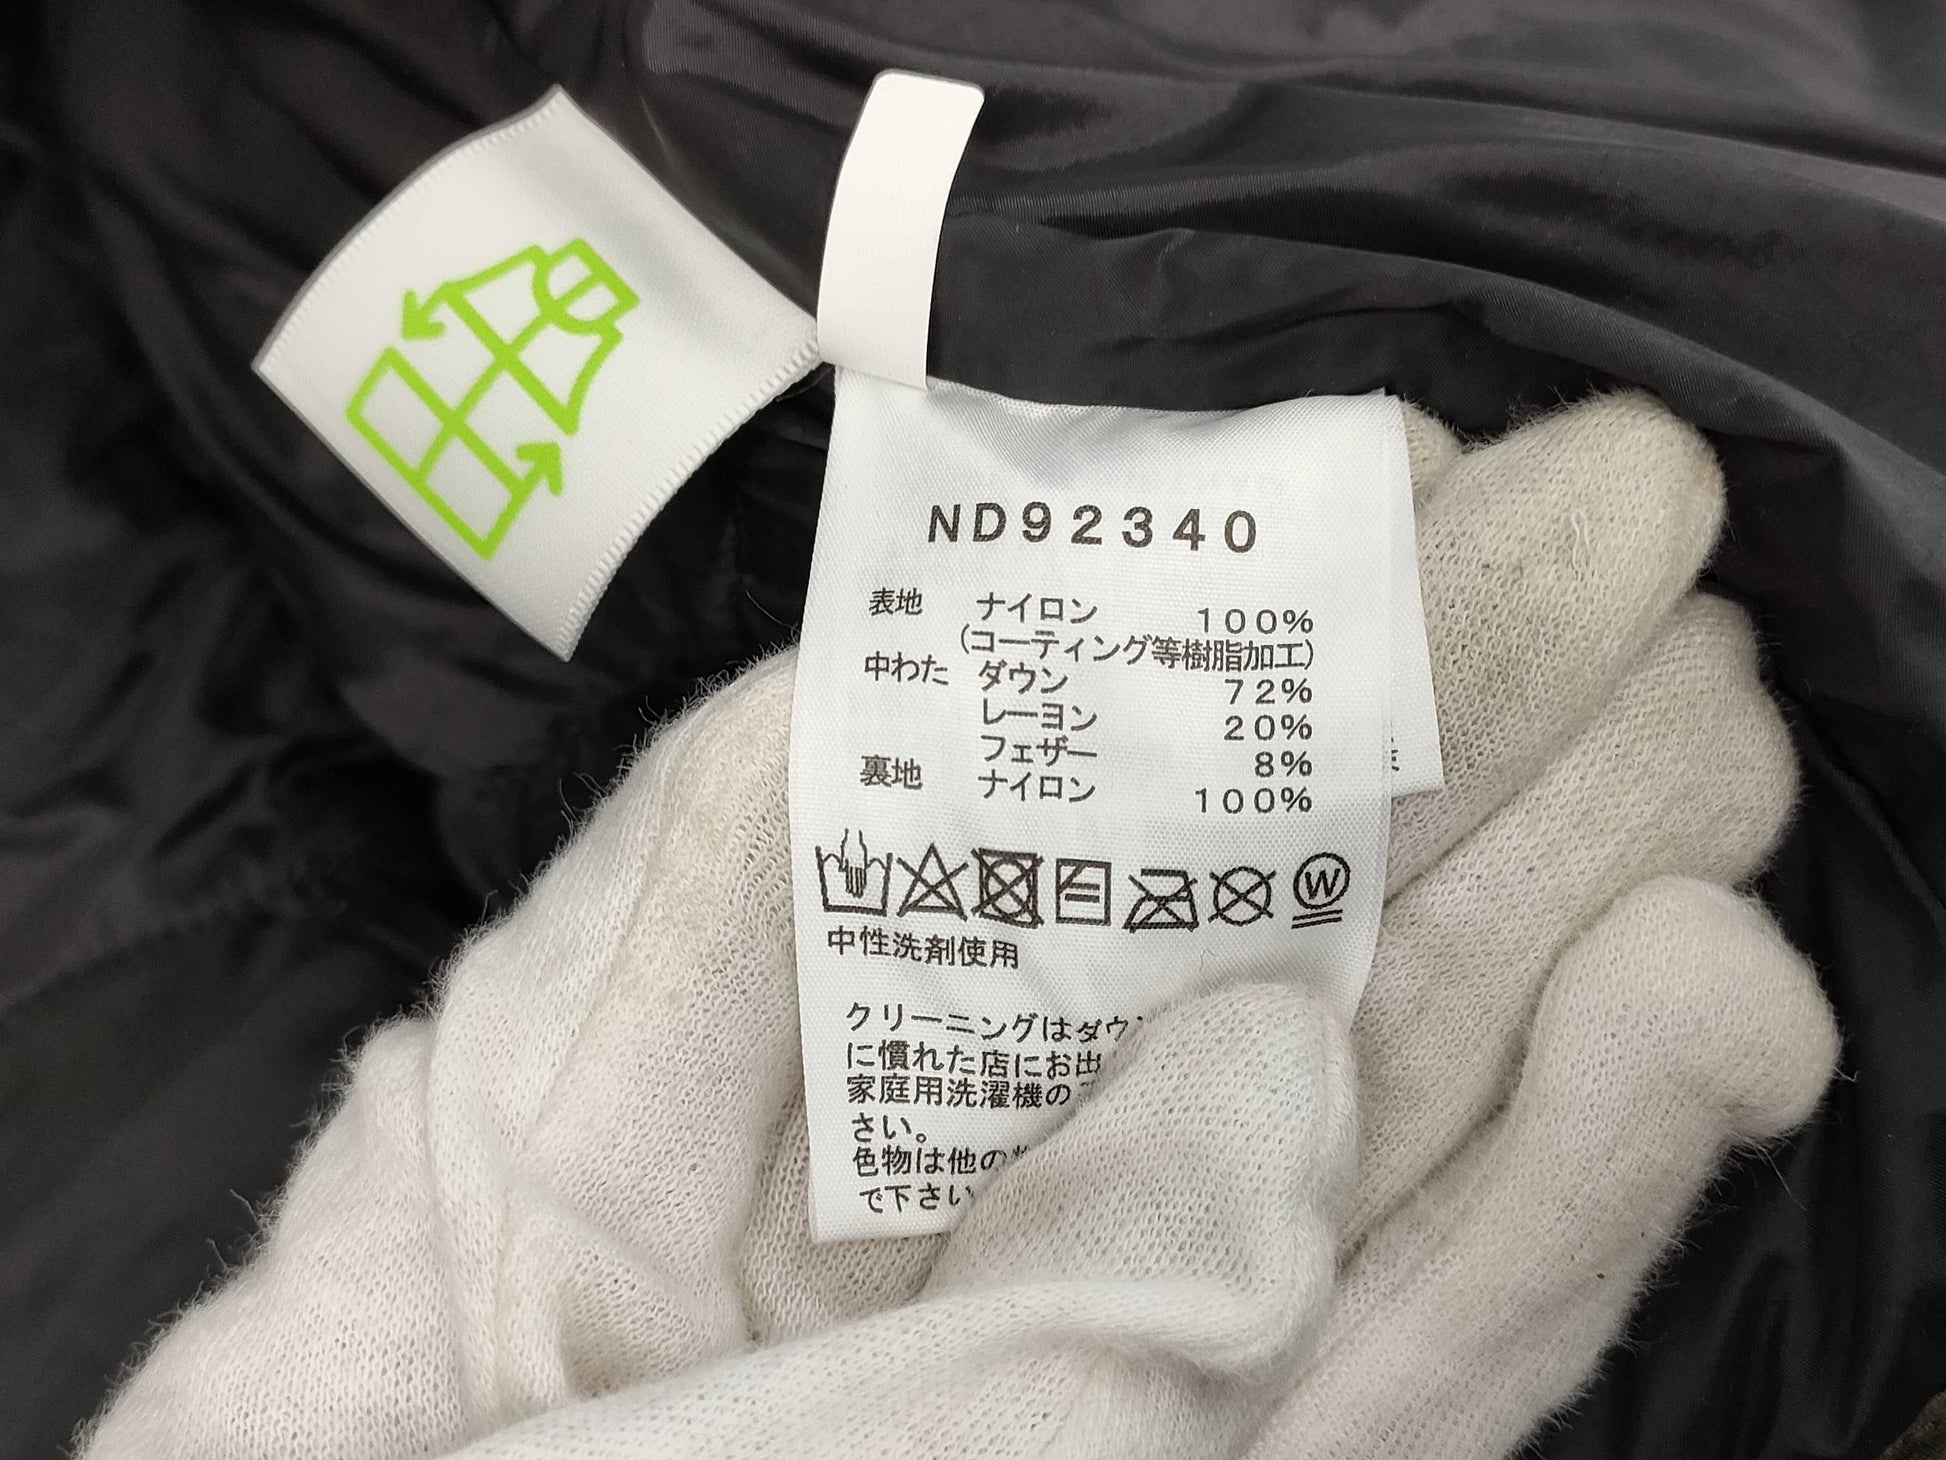 ND92340
表地 ナイロン 100%
(コーティング等樹脂加工)
中わた ダウン 72%
レーヨン 20%
フェザー 8%
裏地 ナイロン 100%
W
中性洗剤使用
クリーニングはダウ
に慣れた店にお出
家庭用洗濯機の
さい。
色物は他の
で下さい